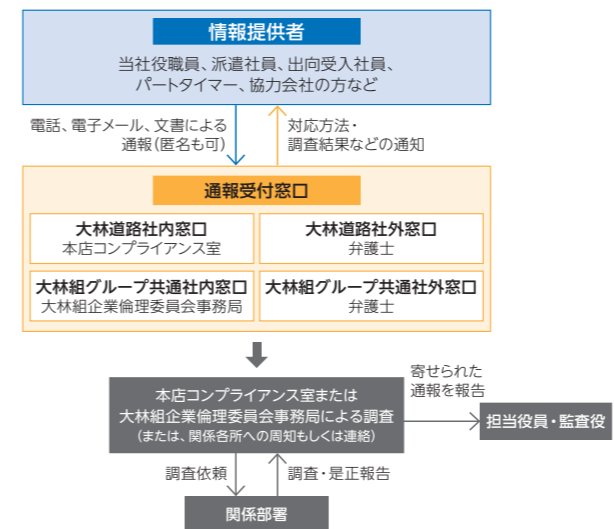 情報提供者
当社役職員、派遣社員、出向受入社員、
パートタイマー、協力会社の方など
電話、電子メール、文書による
通報（匿名も可）
対応方法・
調査結果などの通知
通報受付窓口
大林道路社内窓口
本店コンプライアンス室
大林道路社外窓口
弁護士
大林組グループ共通社内窓口
大林組企業倫理委員会事務局
大林組グループ共通社外窓口
弁護士
寄せられた
通報を報告
本店コンプライアンス室または
大林組企業倫理委員会事務局による調査
（または、関係各所への周知もしくは連絡）
担当役員・監査役
調査依頼
調査・是正報告
関係部署